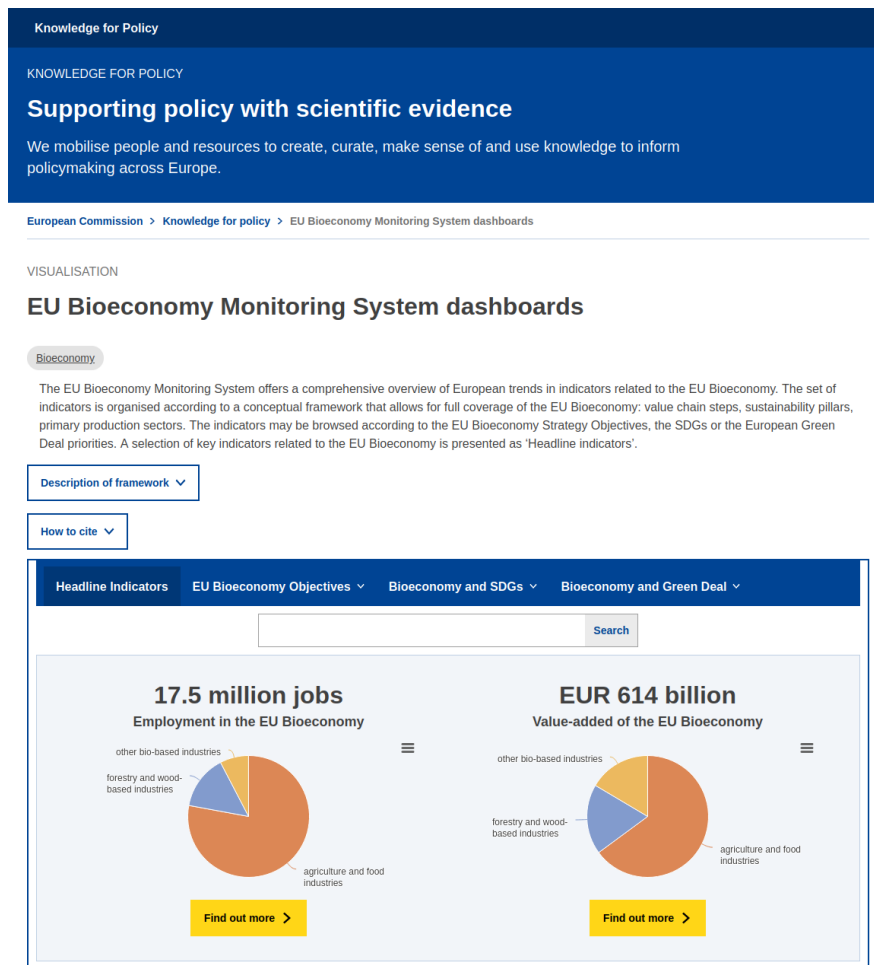 Knowledge for Policy
KNOWLEDGE FOR POLICY
Supporting policy with scientific evidence
We mobilise people and resources to create, curate, make sense of and use knowledge to inform
policymaking across Europe.
European Commission > Knowledge for policy > EU Bioeconomy Monitoring System dashboards
VISUALISATION
EU Bioeconomy Monitoring System dashboards
Bioeconomy
The EU Bioeconomy Monitoring System offers a comprehensive overview of European trends in indicators related to the EU Bioeconomy. The set of
indicators is organised according to a conceptual framework that allows for full coverage of the EU Bioeconomy: value chain steps, sustainability pillars,
primary production sectors. The indicators may be browsed according to the EU Bioeconomy Strategy Objectives, the SDGs or the European Green
Deal priorities. A selection of key indicators related to the EU Bioeconomy is presented as ‘Headline indicators’.
Description of framework
How to cite
Headline Indicators EU Bioeconomy Objectives Bioeconomy and SDGs Bioeconomy and Green Deal
Search
17.5 million jobs
Employment in the EU Bioeconomy
other bio-based industries
forestry and wood-
based industries
agriculture and food
industries
Find out more
EUR 614 billion
Value-added of the EU Bioeconomy
other bio-based industries
forestry and wood-
based industries
agriculture and food
industries
Find out more